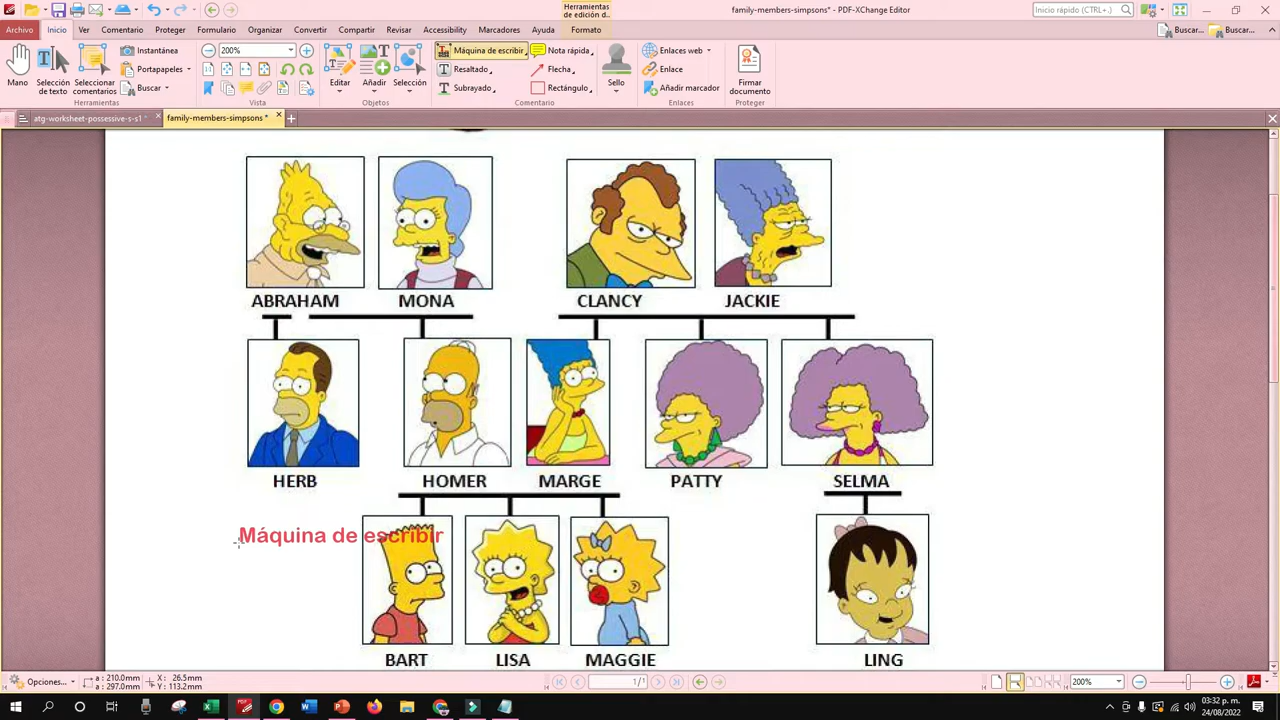 Herramientas
de edición d...
family-members-simpsons* - PDF-XChange Editor
Archivo Inicio Ver Comentario Proteger Formulario Organizar Convertir Compartir Revisar Accessibility Marcadores Ayuda Formato
Inicio rápido (CTRL+.)
Buscar... Buscar...
Mano
Selección
de texto
Seleccionar
comentarios
Instantánea
Portapapeles
Buscar
Herramientas
200%
Vista
Editar
Añadir
Selección
Objetos
Máquina de escribir
Resaltado
Subrayado
Nota rápida
Flecha
Rectángulo
Comentario
Sello
Enlaces web
Enlace
Añadir marcador
Enlaces
Firmar
documento
Proteger
atg-worksheet-possessive-s-s1 *
family-members-simpsons *
ABRAHAM MONA CLANCY JACKIE
HERB HOMER MARGE PATTY SELMA
Máquina de escribir
BART LISA MAGGIE LING
Opciones...
a : 210.0mm
a : 297.0mm
X : 26.5mm
Y : 113.2mm
1/1
200%
03:32 p. m.
24/08/2022